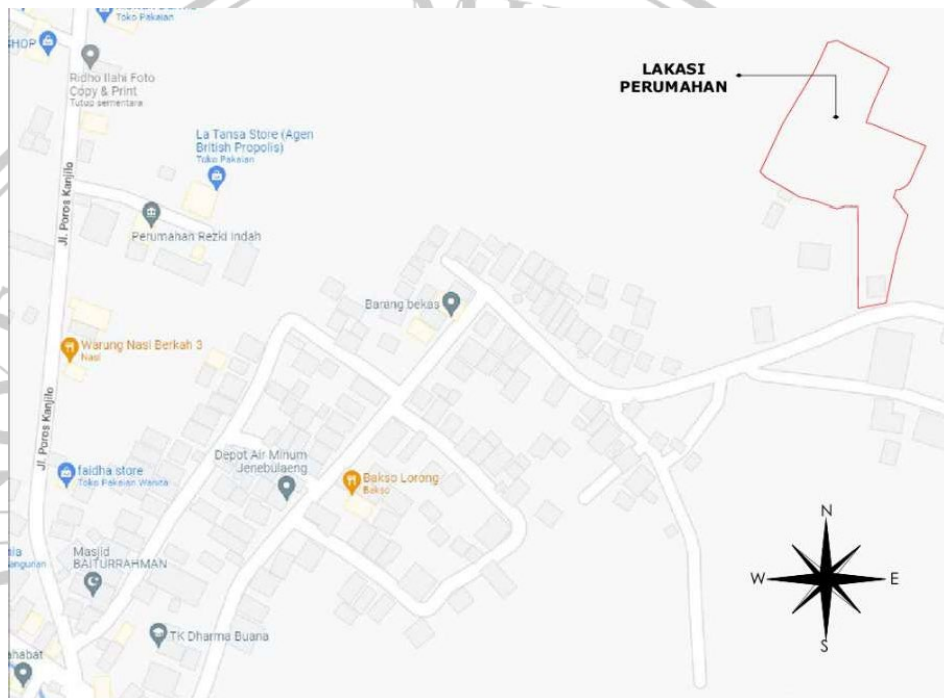 Toko Pakaian
HOP
Ridho Ilahi Foto
Copy & Print
Tutup sementara
LAKASI
PERUMAHAN
La Tansa Store (Agen
British Propolis)
Toko Pakaian
Jl. Poros Kanjilo
Perumahan Rezki Indah
Barang bekas
Warung Nasi Berkah 3
Nasi
Jl. Poros Kanjilo
Depot Air Minum
Jenebulaeng
faidha store
Toko Pakaian Wanita
Bakso Lorong
Bakso
N
W
E
S
Masjid
BAITURRAHMAN
TK Dharma Buana
ahabat